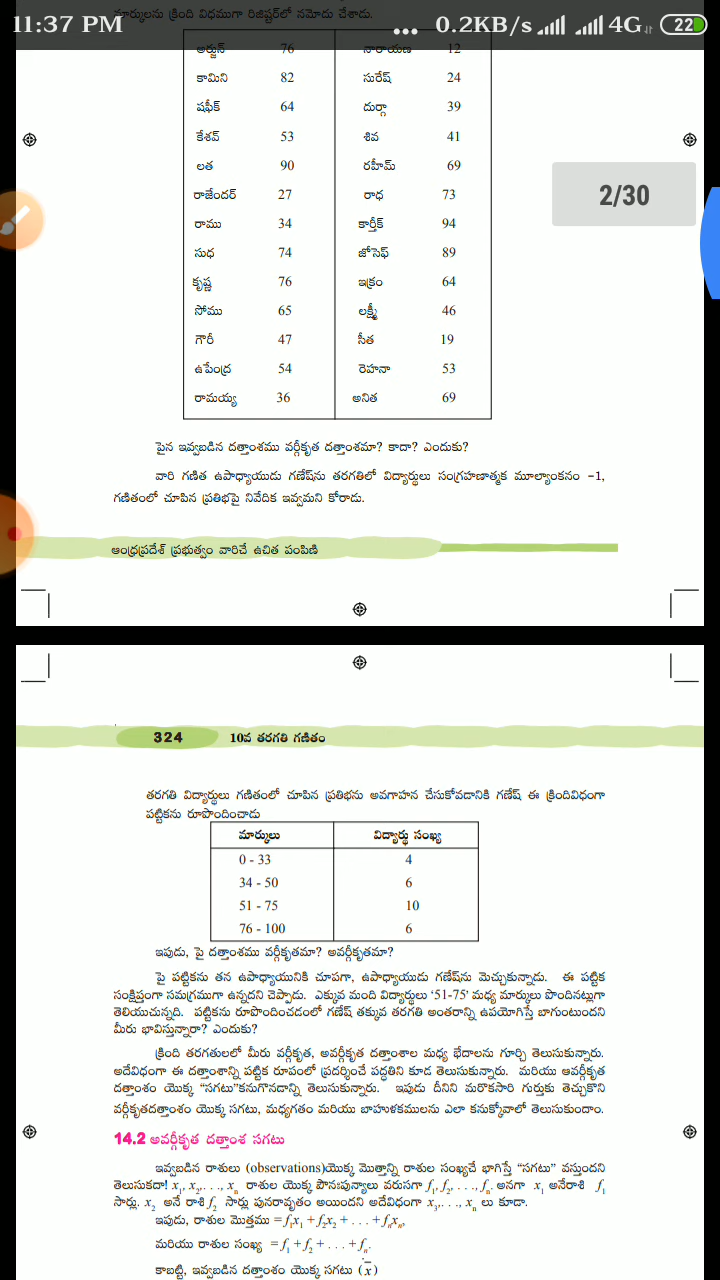 మార్కులను క్రింది విధముగా రిజిష్టర్‌లో నమోదు చేశాడు.
11:37 PM ... 0.2KB/s 4G 22
అర్జున్ 76 నారాయణ 12
కామిని 82 సురేష్ 24
షఫీక్ 64 దుర్గా 39
కేశవ్ 53 శివ 41
లత 90 రహీమ్ 69
రాజేందర్ 27 రాధ 73
2/30
రాము 34 కార్తీక్ 94
సుధ 74 జోసెఫ్ 89
కృష్ణ 76 ఇక్రం 64
సోము 65 లక్ష్మీ 46
గౌరీ 47 సీత 19
ఉపేంద్ర 54 రెహనా 53
రామయ్య 36 అనిత 69
పైన ఇవ్వబడిన దత్తాంశము వర్గీకృత దత్తాంశమా? కాదా? ఎందుకు?
వారి గణిత ఉపాధ్యాయుడు గణేష్‌ను తరగతిలో విద్యార్థులు సంగ్రహణాత్మక మూల్యాంకనం -1,
గణితంలో చూపిన ప్రతిభపై నివేదిక ఇవ్వమని కోరాడు.
ఆంధ్రప్రదేశ్ ప్రభుత్వం వారిచే ఉచిత పంపిణి
324 10వ తరగతి గణితం
తరగతి విద్యార్థులు గణితంలో చూపిన ప్రతిభను అవగాహన చేసుకోవడానికి గణేష్ ఈ క్రిందివిధంగా
పట్టికను రూపొందించాడు
మార్కులు విద్యార్థు సంఖ్య
0 - 33 4
34 - 50 6
51 - 75 10
76 - 100 6
ఇపుడు, పై దత్తాంశము వర్గీకృతమా? అవర్గీకృతమా?
పై పట్టికను తన ఉపాధ్యాయునికి చూపగా, ఉపాధ్యాయుడు గణేష్‌ను మెచ్చుకున్నాడు. ఈ పట్టిక
సంక్షిప్తంగా సమగ్రముగా ఉన్నదని చెప్పాడు. ఎక్కువ మంది విద్యార్థులు ‘51-75’ మధ్య మార్కులు పొందినట్లుగా
తెలియుచున్నది. పట్టికను రూపొందించడంలో గణేష్ తక్కువ తరగతి అంతరాన్ని ఉపయోగిస్తే బాగుంటుందని
మీరు భావిస్తున్నారా? ఎందుకు?
క్రింది తరగతులలో మీరు వర్గీకృత, అవర్గీకృత దత్తాంశాల మధ్య భేదాలను గూర్చి తెలుసుకున్నారు.
అదేవిధంగా ఈ దత్తాంశాన్ని పట్టిక రూపంలో ప్రదర్శించే పద్ధతిని కూడ తెలుసుకున్నారు. మరియు అవర్గీకృత
దత్తాంశం యొక్క “సగటు”కనుగొనడాన్ని తెలుసుకున్నారు. ఇపుడు దీనిని మరొకసారి గుర్తుకు తెచ్చుకొని
వర్గీకృతదత్తాంశం యొక్క సగటు, మధ్యగతం మరియు బాహుళకములను ఎలా కనుక్కోవాలో తెలుసుకుందాం.
14.2 అవర్గీకృత దత్తాంశ సగటు
ఇవ్వబడిన రాశులు (observations)యొక్క మొత్తాన్ని రాశుల సంఖ్యచే భాగిస్తే “సగటు” వస్తుందని
తెలుసుకదా! x₁, x₂,. . ., xₙ రాశుల యొక్క పౌనఃపున్యాలు వరుసగా f₁, f₂, . . ., fₙ. అనగా x₁ అనేరాశి f₁
సార్లు, x₂ అనే రాశి f₂ సార్లు పునరావృతం అయిందని అదేవిధంగా x₃,. . ., xₙ లు కూడా.
ఇపుడు, రాశుల మొత్తము = f₁x₁ + f₂x₂ + . . . + fₙxₙ,
మరియు రాశుల సంఖ్య = f₁ + f₂ + . . . + fₙ.
కాబట్టి, ఇవ్వబడిన దత్తాంశం యొక్క సగటు (x̄)